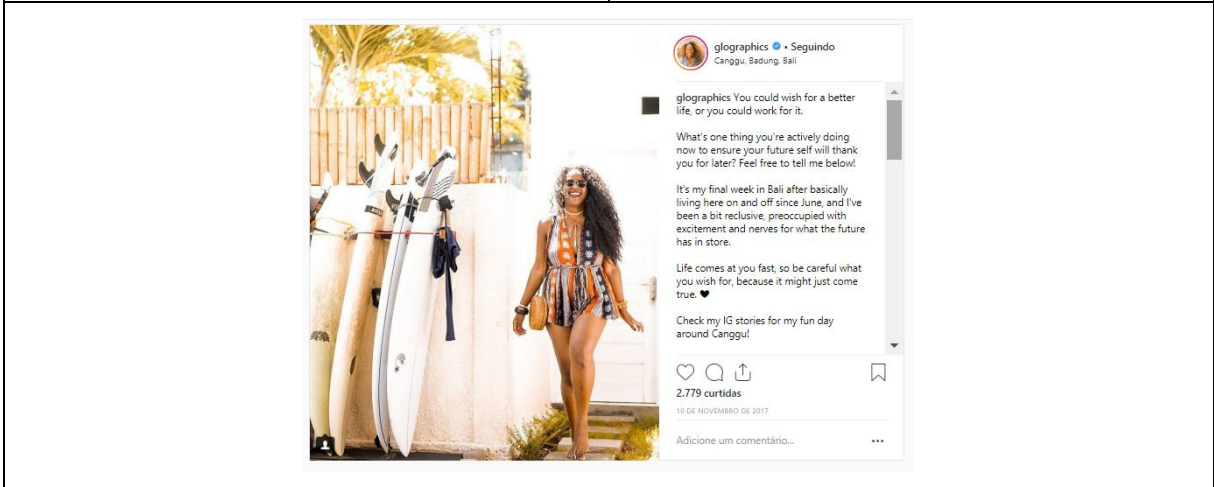 glographics • Seguindo
Canggu, Badung, Bali
glographics You could wish for a better
life, or you could work for it.
What's one thing you're actively doing
now to ensure your future self will thank
you for later? Feel free to tell me below!
It's my final week in Bali after basically
living here on and off since June, and I've
been a bit reclusive, preoccupied with
excitement and nerves for what the future
has in store.
Life comes at you fast, so be careful what
you wish for, because it might just come
true. ♥
Check my IG stories for my fun day
around Canggu!
2.779 curtidas
10 DE NOVEMBRO DE 2017
Adicione um comentário...